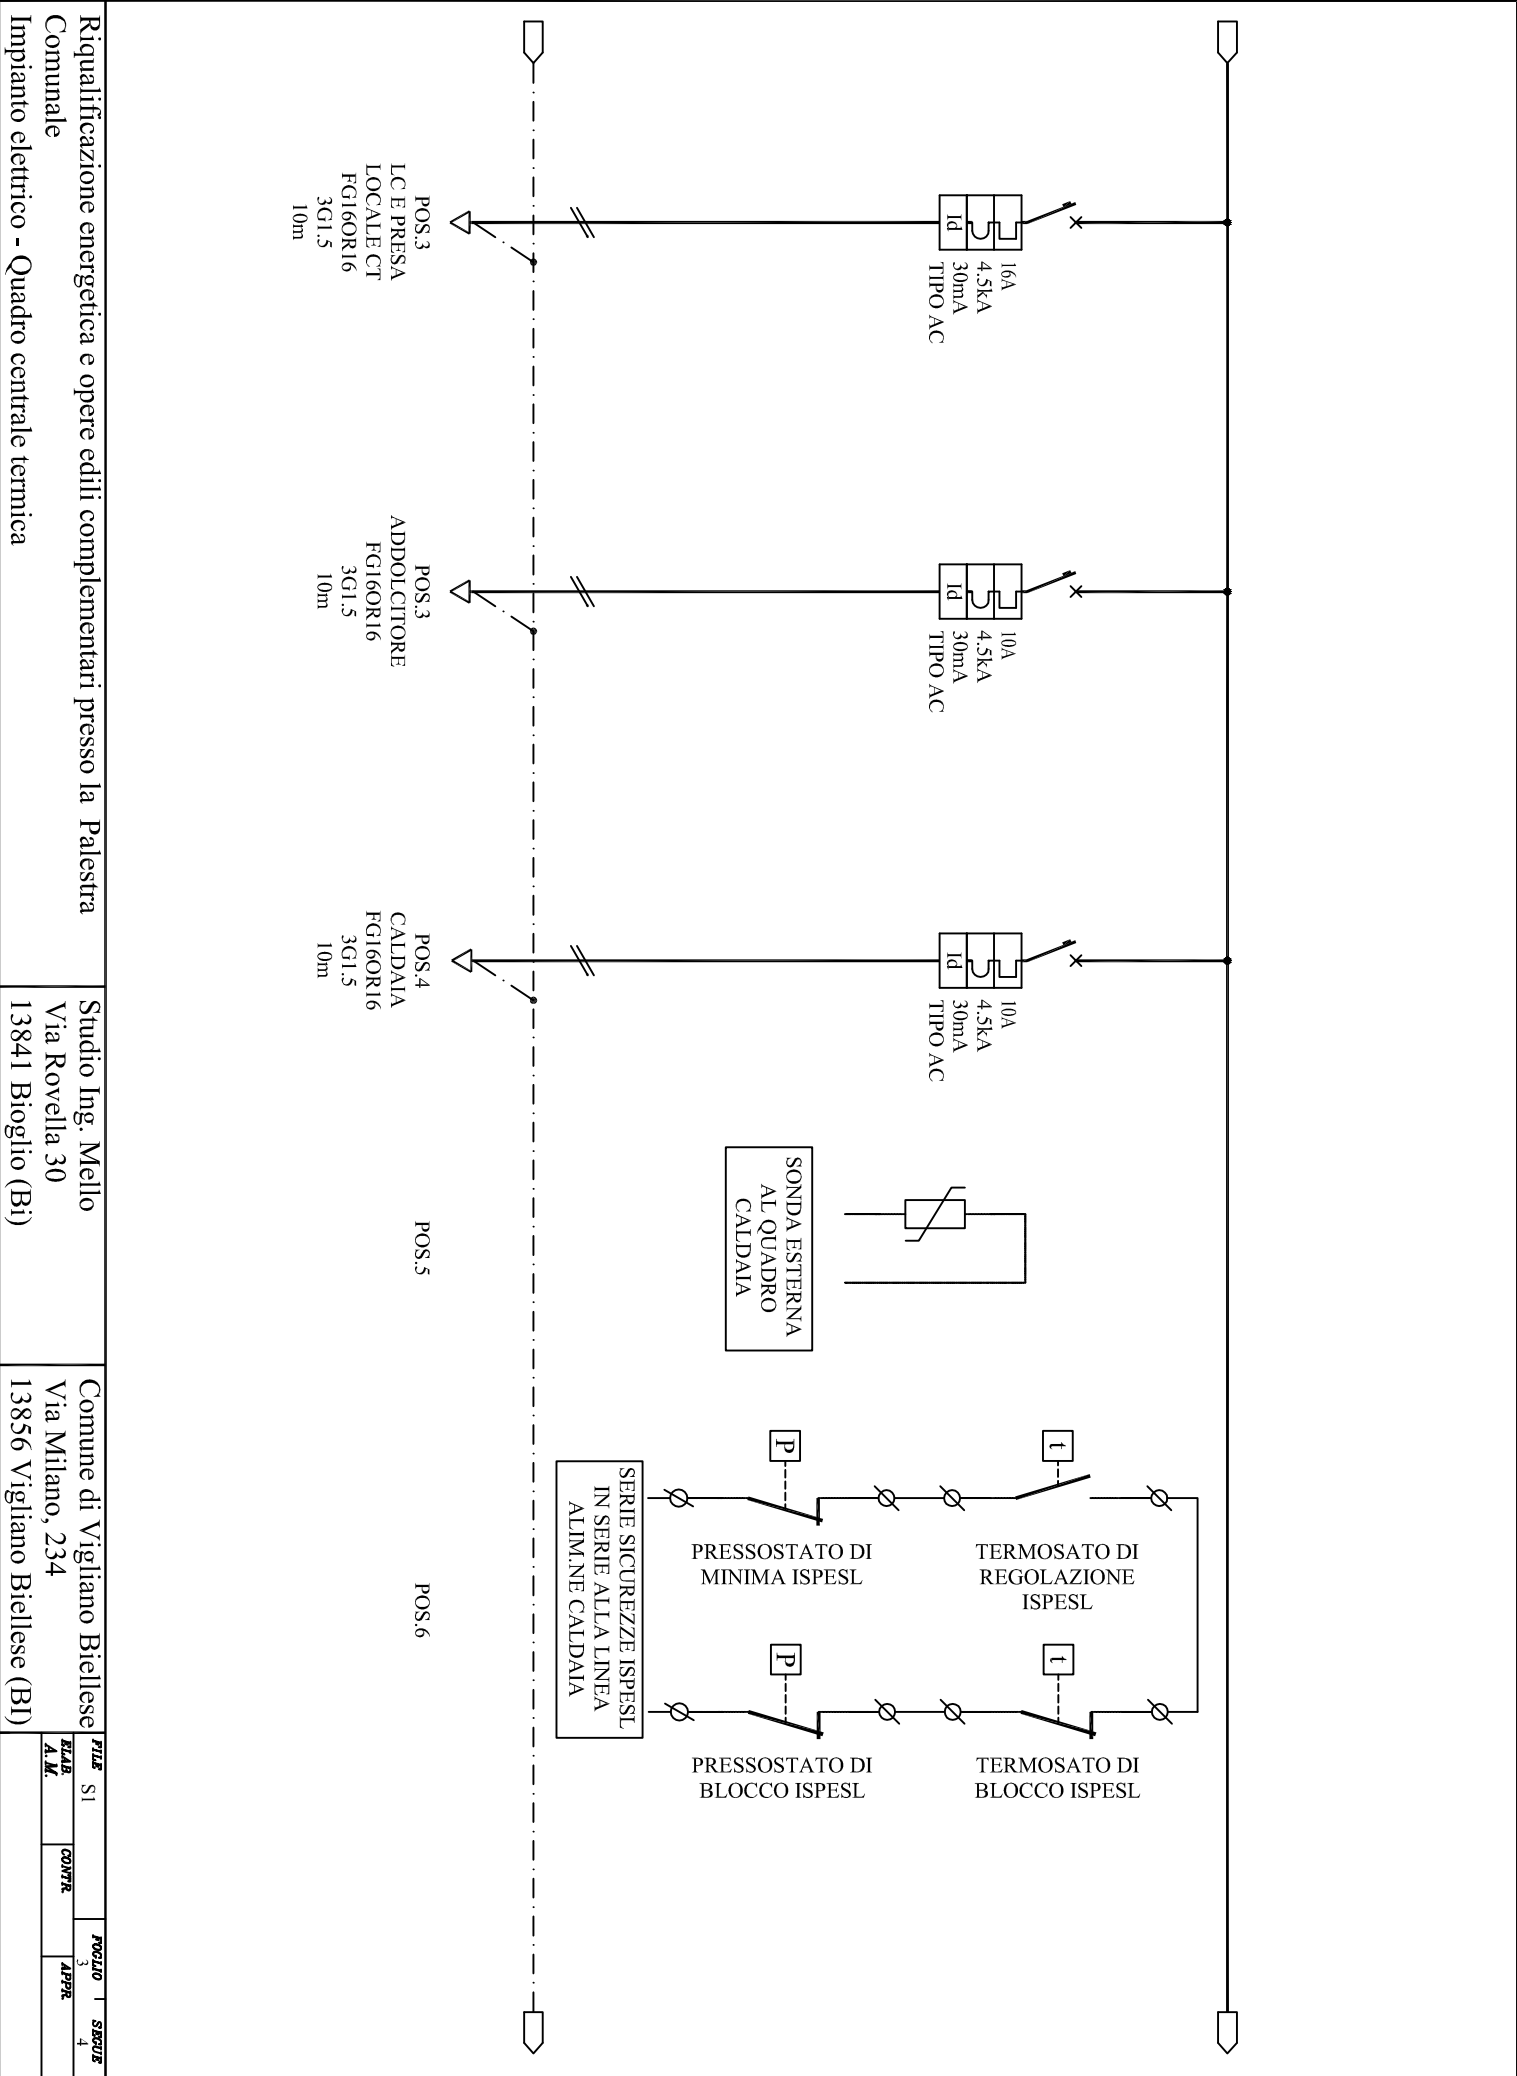 16A
4.5kA
30mA
TIPO AC
Id
POS.3
LC E PRESA
LOCALE CT
FG16OR16
3G1.5
10m
10A
4.5kA
30mA
TIPO AC
Id
POS.3
ADDOLCITORE
FG16OR16
3G1.5
10m
10A
4.5kA
30mA
TIPO AC
Id
POS.4
CALDAIA
FG16OR16
3G1.5
10m
SONDA ESTERNA
AL QUADRO
CALDAIA
POS.5
t
TERMOSATO DI
REGOLAZIONE
ISPESL
t
TERMOSATO DI
BLOCCO ISPESL
P
PRESSOSTATO DI
MINIMA ISPESL
P
PRESSOSTATO DI
BLOCCO ISPESL
SERIE SICUREZZE ISPESL
IN SERIE ALLA LINEA
ALIM.NE CALDAIA
POS.6
Riqualificazione energetica e opere edili complementari presso la Palestra
Comunale
Impianto elettrico - Quadro centrale termica
Studio Ing. Mello
Via Rovella 30
13841 Bioglio (Bi)
Comune di Vigliano Biellese
Via Milano, 234
13856 Vigliano Biellese (BI)
FILE S1
FOGLIO 3
SEGUE 4
ELAB. A.M.
CONTR.
APPR.